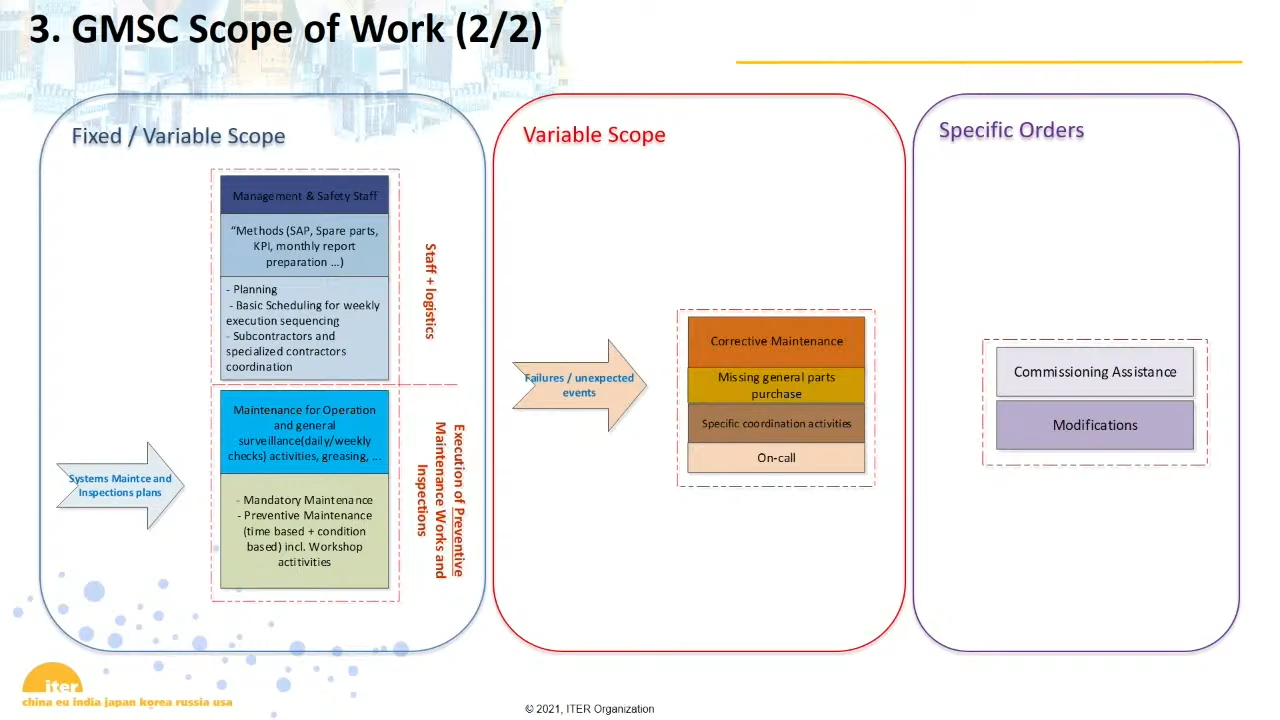 3. GMSC Scope of Work (2/2)
Fixed / Variable Scope
Management & Safety Staff
“Methods (SAP, Spare parts,
KPI, monthly report
preparation ...)
- Planning
- Basic Scheduling for weekly
execution sequencing
- Subcontractors and
specialized contractors
coordination
Staff + logistics
Maintenance for Operation
and general
surveillance(daily/weekly
checks) activities, greasing, ...
Systems Maintce and
Inspections plans
- Mandatory Maintenance
- Preventive Maintenance
(time based + condition
based) incl. Workshop
actitivities
Execution of Preventive
Maintenance Works and
Inspections
Variable Scope
Failures / unexpected
events
Corrective Maintenance
Missing general parts
purchase
Specific coordination activities
On-call
Specific Orders
Commissioning Assistance
Modifications
iter
china eu india japan korea russia usa
© 2021, ITER Organization